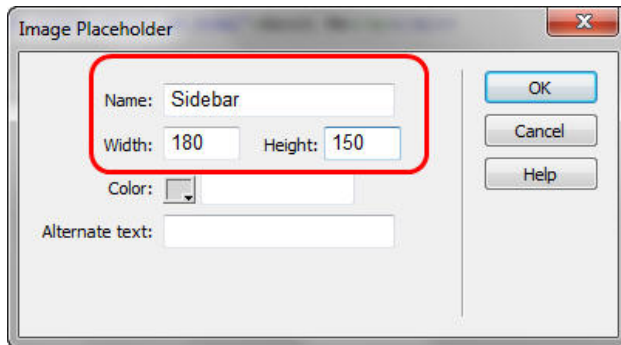 Image Placeholder
Name: Sidebar
Width: 180 Height: 150
Color:
Alternate text:
OK
Cancel
Help